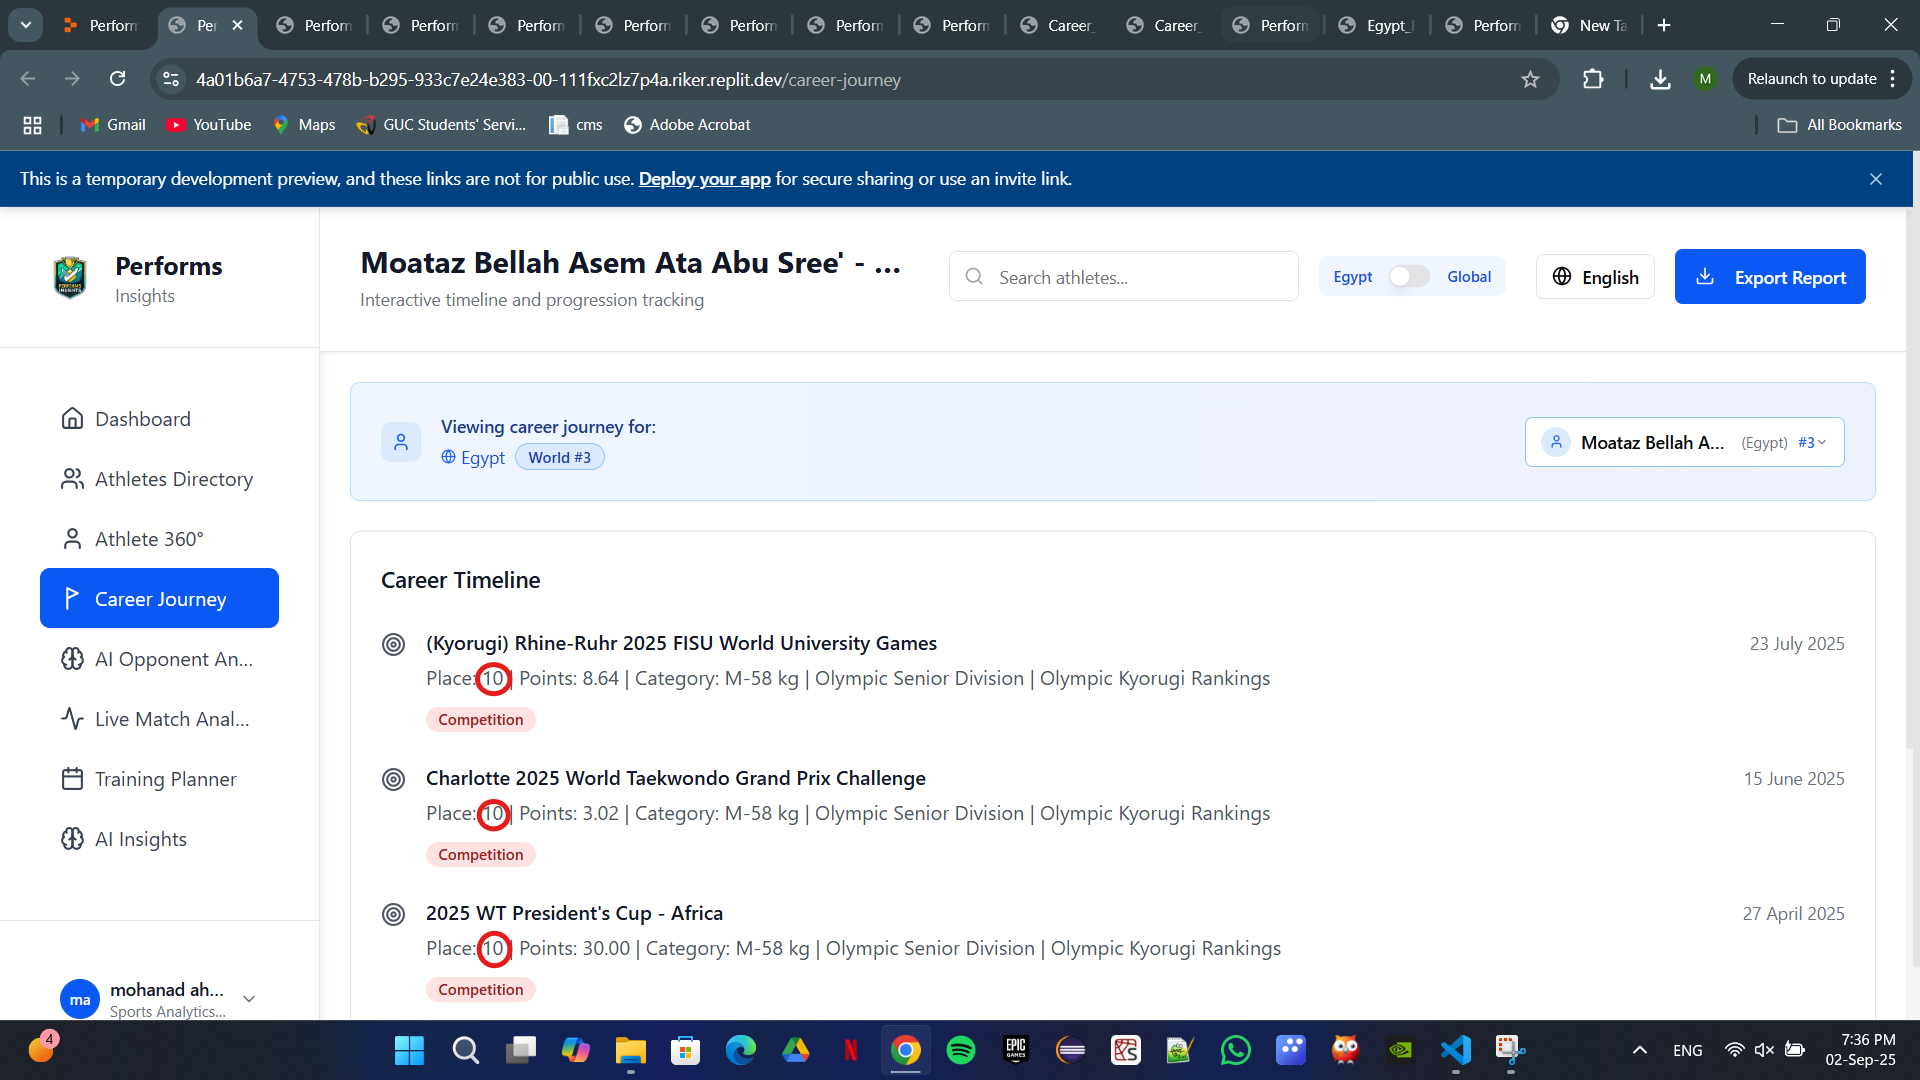 Perform
Per
Perform
Perform
Perform
Perform
Perform
Perform
Perform
Career_
Career_
Perform
Egypt_
Perform
New Ta
4a01b6a7-4753-478b-b295-933c7e24e383-00-111fxc2lz7p4a.riker.replit.dev/career-journey
M
Relaunch to update
Gmail
YouTube
Maps
GUC Students' Servi...
cms
Adobe Acrobat
All Bookmarks
This is a temporary development preview, and these links are not for public use. Deploy your app for secure sharing or use an invite link.
Performs
Insights
Moataz Bellah Asem Ata Abu Sree' - ...
Interactive timeline and progression tracking
Search athletes...
Egypt
Global
English
Export Report
Dashboard
Athletes Directory
Athlete 360°
Career Journey
AI Opponent An...
Live Match Anal...
Training Planner
AI Insights
ma
mohanad ah...
Sports Analytics...
Viewing career journey for:
Egypt
World #3
Moataz Bellah A...
(Egypt)
#3
Career Timeline
(Kyorugi) Rhine-Ruhr 2025 FISU World University Games
23 July 2025
Place: 10 | Points: 8.64 | Category: M-58 kg | Olympic Senior Division | Olympic Kyorugi Rankings
Competition
Charlotte 2025 World Taekwondo Grand Prix Challenge
15 June 2025
Place: 10 | Points: 3.02 | Category: M-58 kg | Olympic Senior Division | Olympic Kyorugi Rankings
Competition
2025 WT President's Cup - Africa
27 April 2025
Place: 10 | Points: 30.00 | Category: M-58 kg | Olympic Senior Division | Olympic Kyorugi Rankings
Competition
4
EPIC
GAMES
ENG
7:36 PM
02-Sep-25